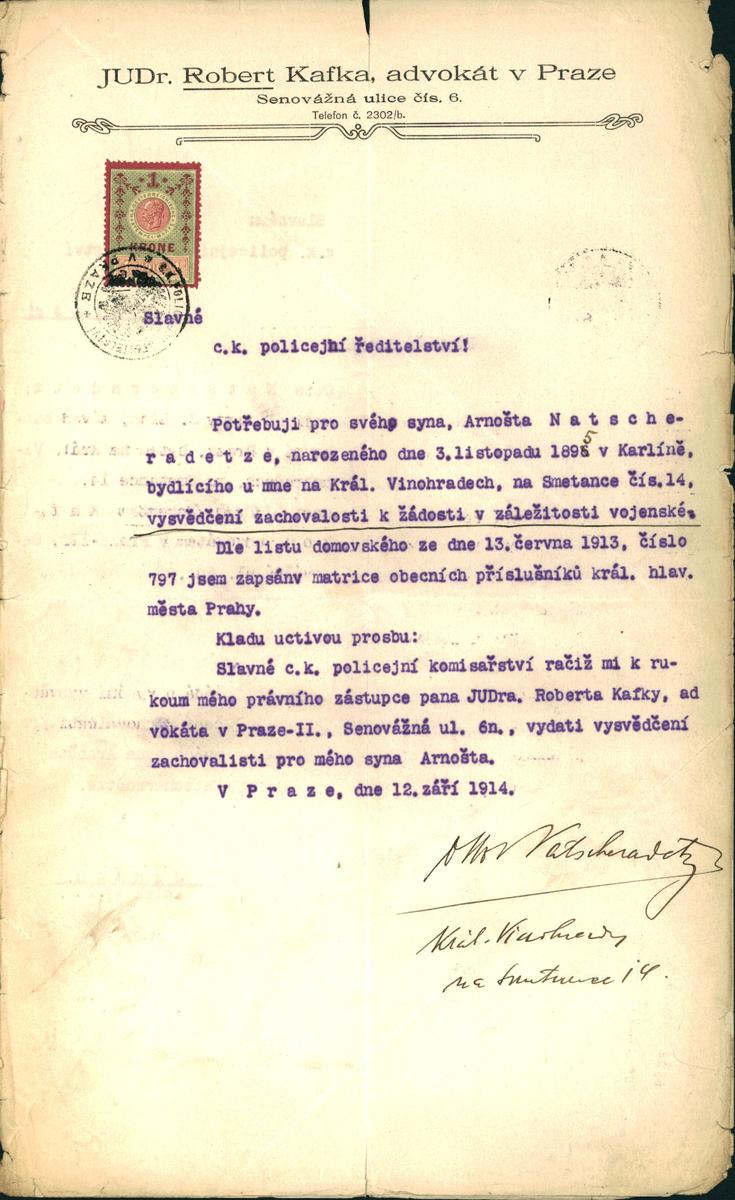 JUDr. Robert Kafka, advokát v Praze
Senovážná ulice čís. 6.
Telefon č. 2302/b.
1
KRONE
V PRAZE
Slavné
c.k. policejní ředitelství!
Potřebuji pro svého syna, Arnošta N a t s c h e-
r a d e t z e, narozeného dne 3.listopadu 1895 v Karlíně,
bydlícího u mne na Král. Vinohradech, na Smetance čís.14,
vysvědčení zachovalosti k žádosti v záležitosti vojenské.
Dle listu domovského ze dne 13.června 1913, číslo
797 jsem zapsánv matrice obecních příslušníků král. hlav.
města Prahy.
Kladu uctivou prosbu:
Slavné c.k. policejní komisařství račiž mi k ru-
koum mého právního zástupce pana JUDra. Roberta Kafky, ad
vokáta v Praze-II., Senovážná ul. 6n., vydati vysvědčení
zachovalisti pro mého syna Arnošta.
V P r a z e, dne 12.září 1914.
Ottov Natscheradetz
Král. Vinohrady
na Smetance 14.